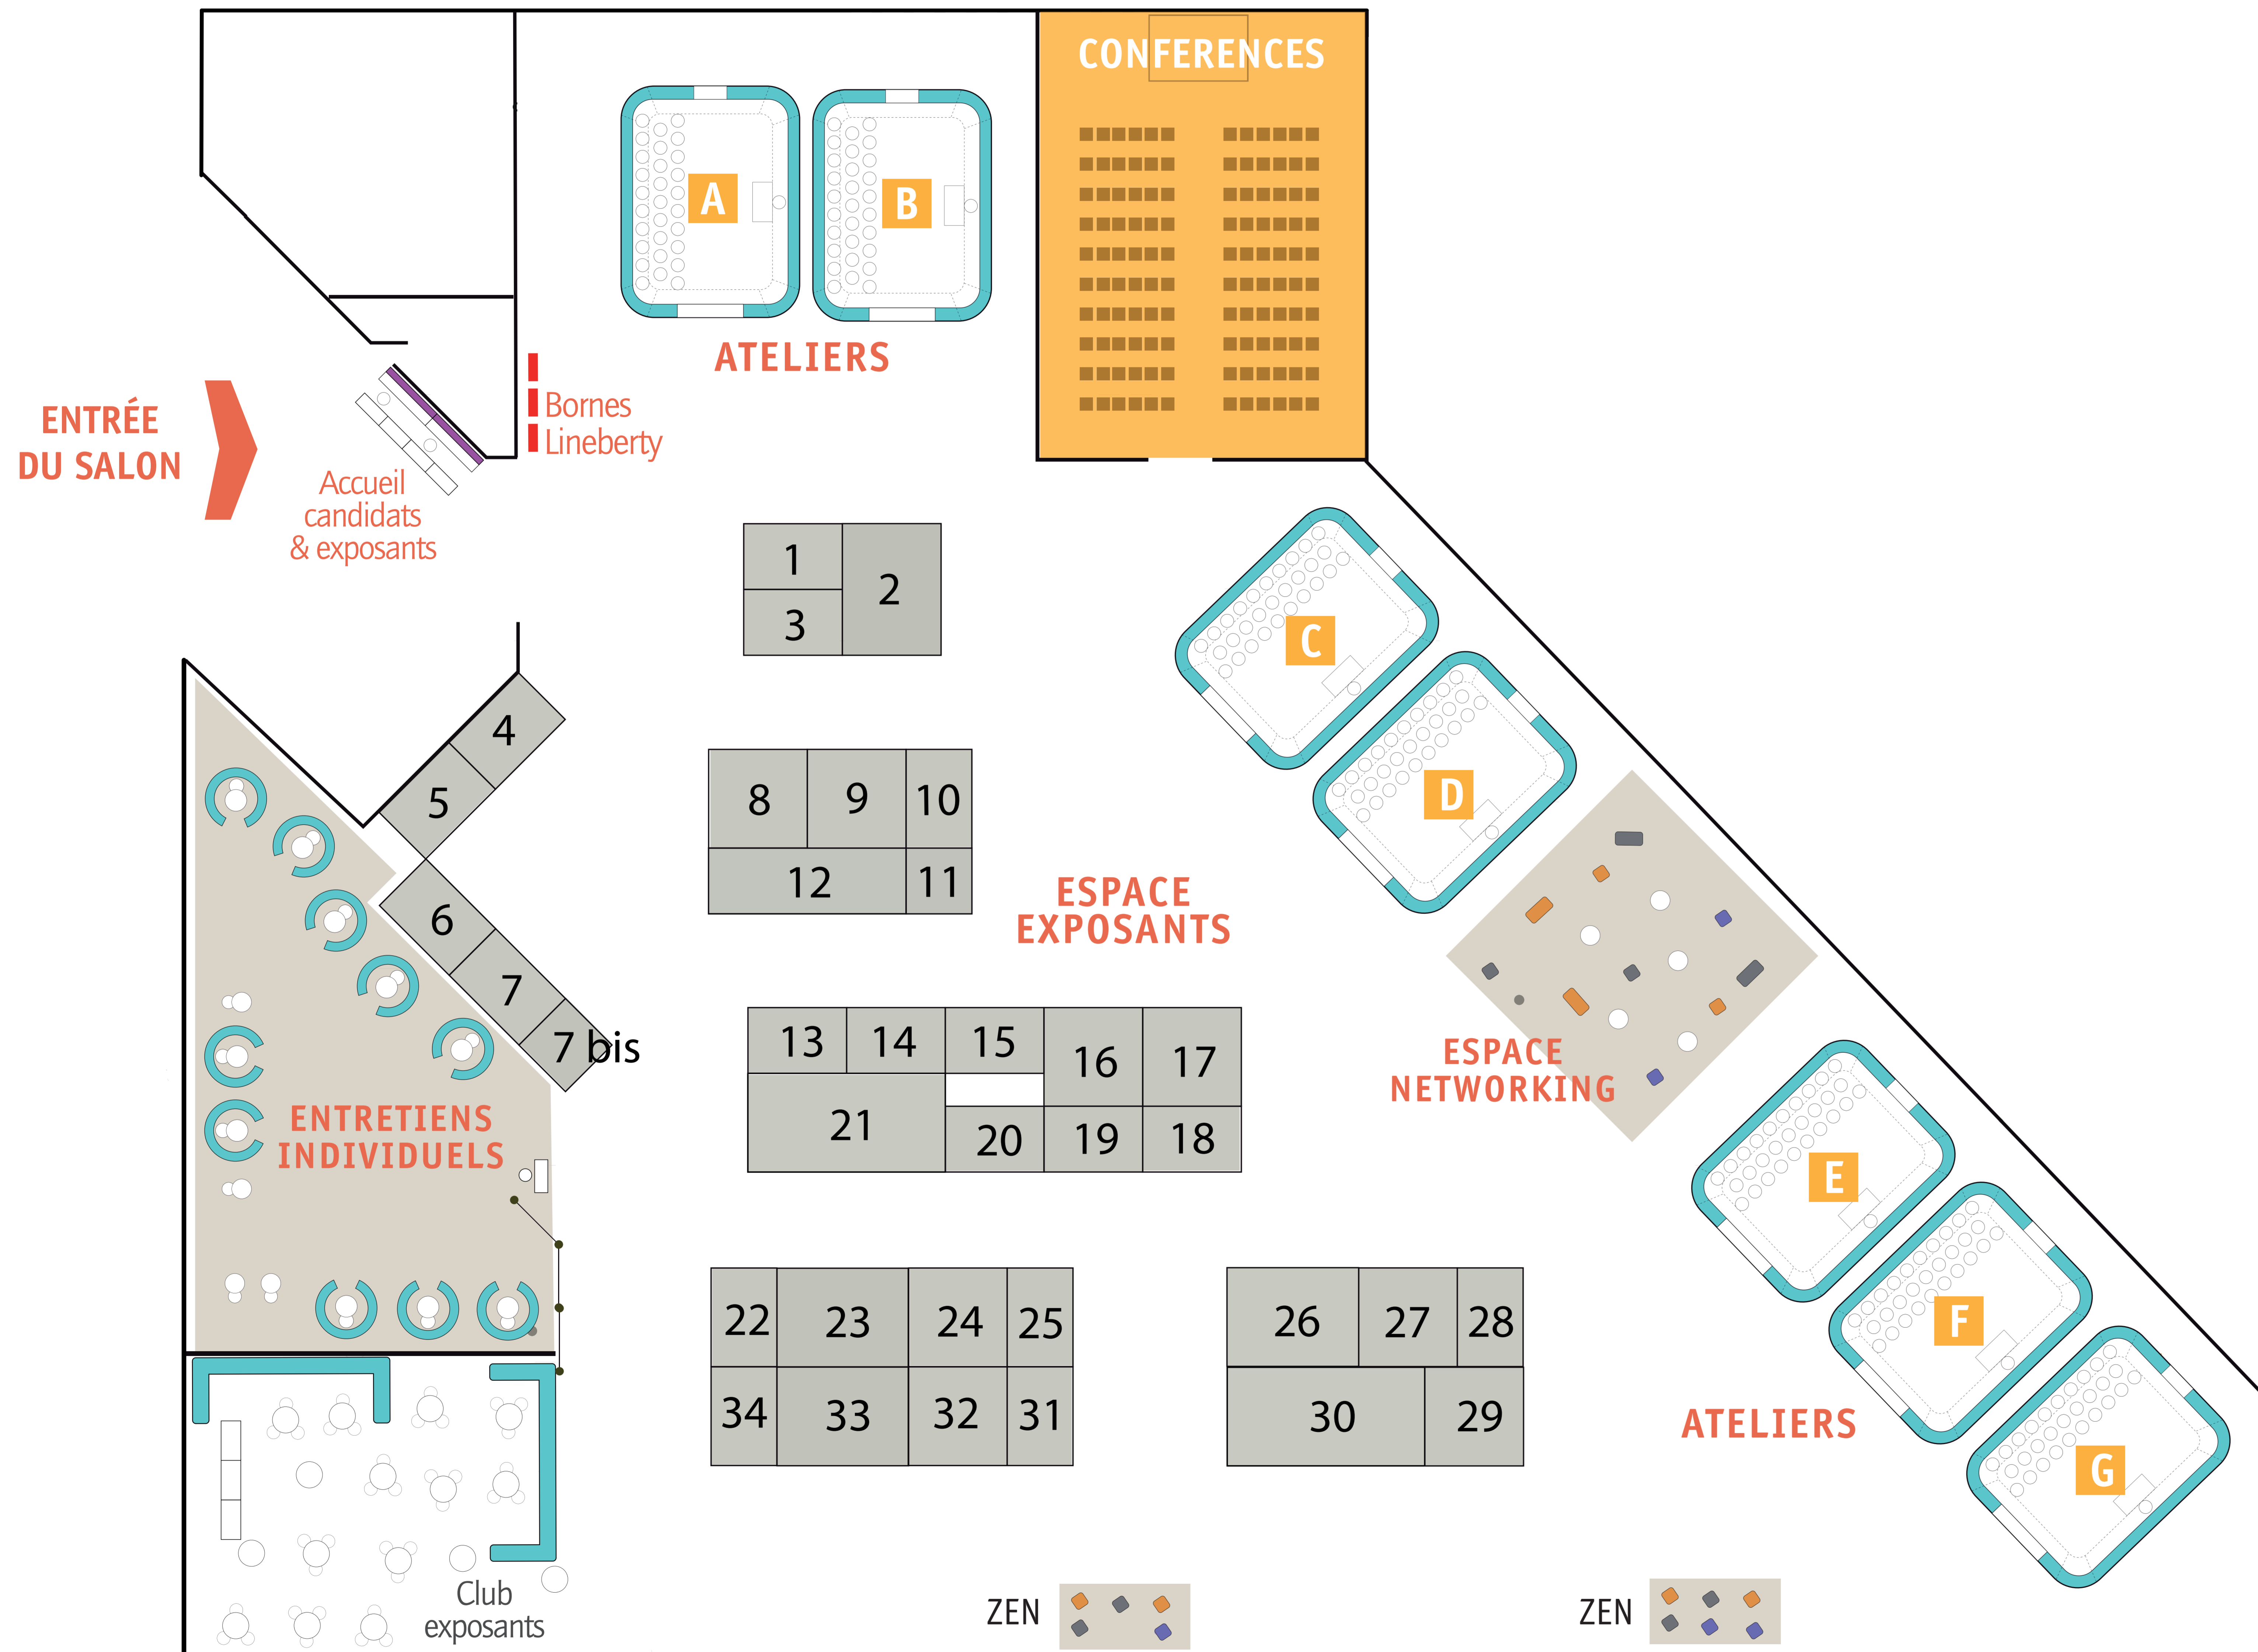 CONFERENCES
A
B
ATELIERS
ENTRÉE
DU SALON
Bornes
Lineberty
Accueil
candidats
& exposants
1
2
3
C
4
5
D
8
9
10
12
11
ESPACE
EXPOSANTS
6
7
7 bis
13
14
15
16
17
21
20
19
18
ESPACE
NETWORKING
ENTRETIENS
INDIVIDUELS
E
F
G
22
23
24
25
26
27
28
34
33
32
31
30
29
ATELIERS
Club
exposants
ZEN
ZEN